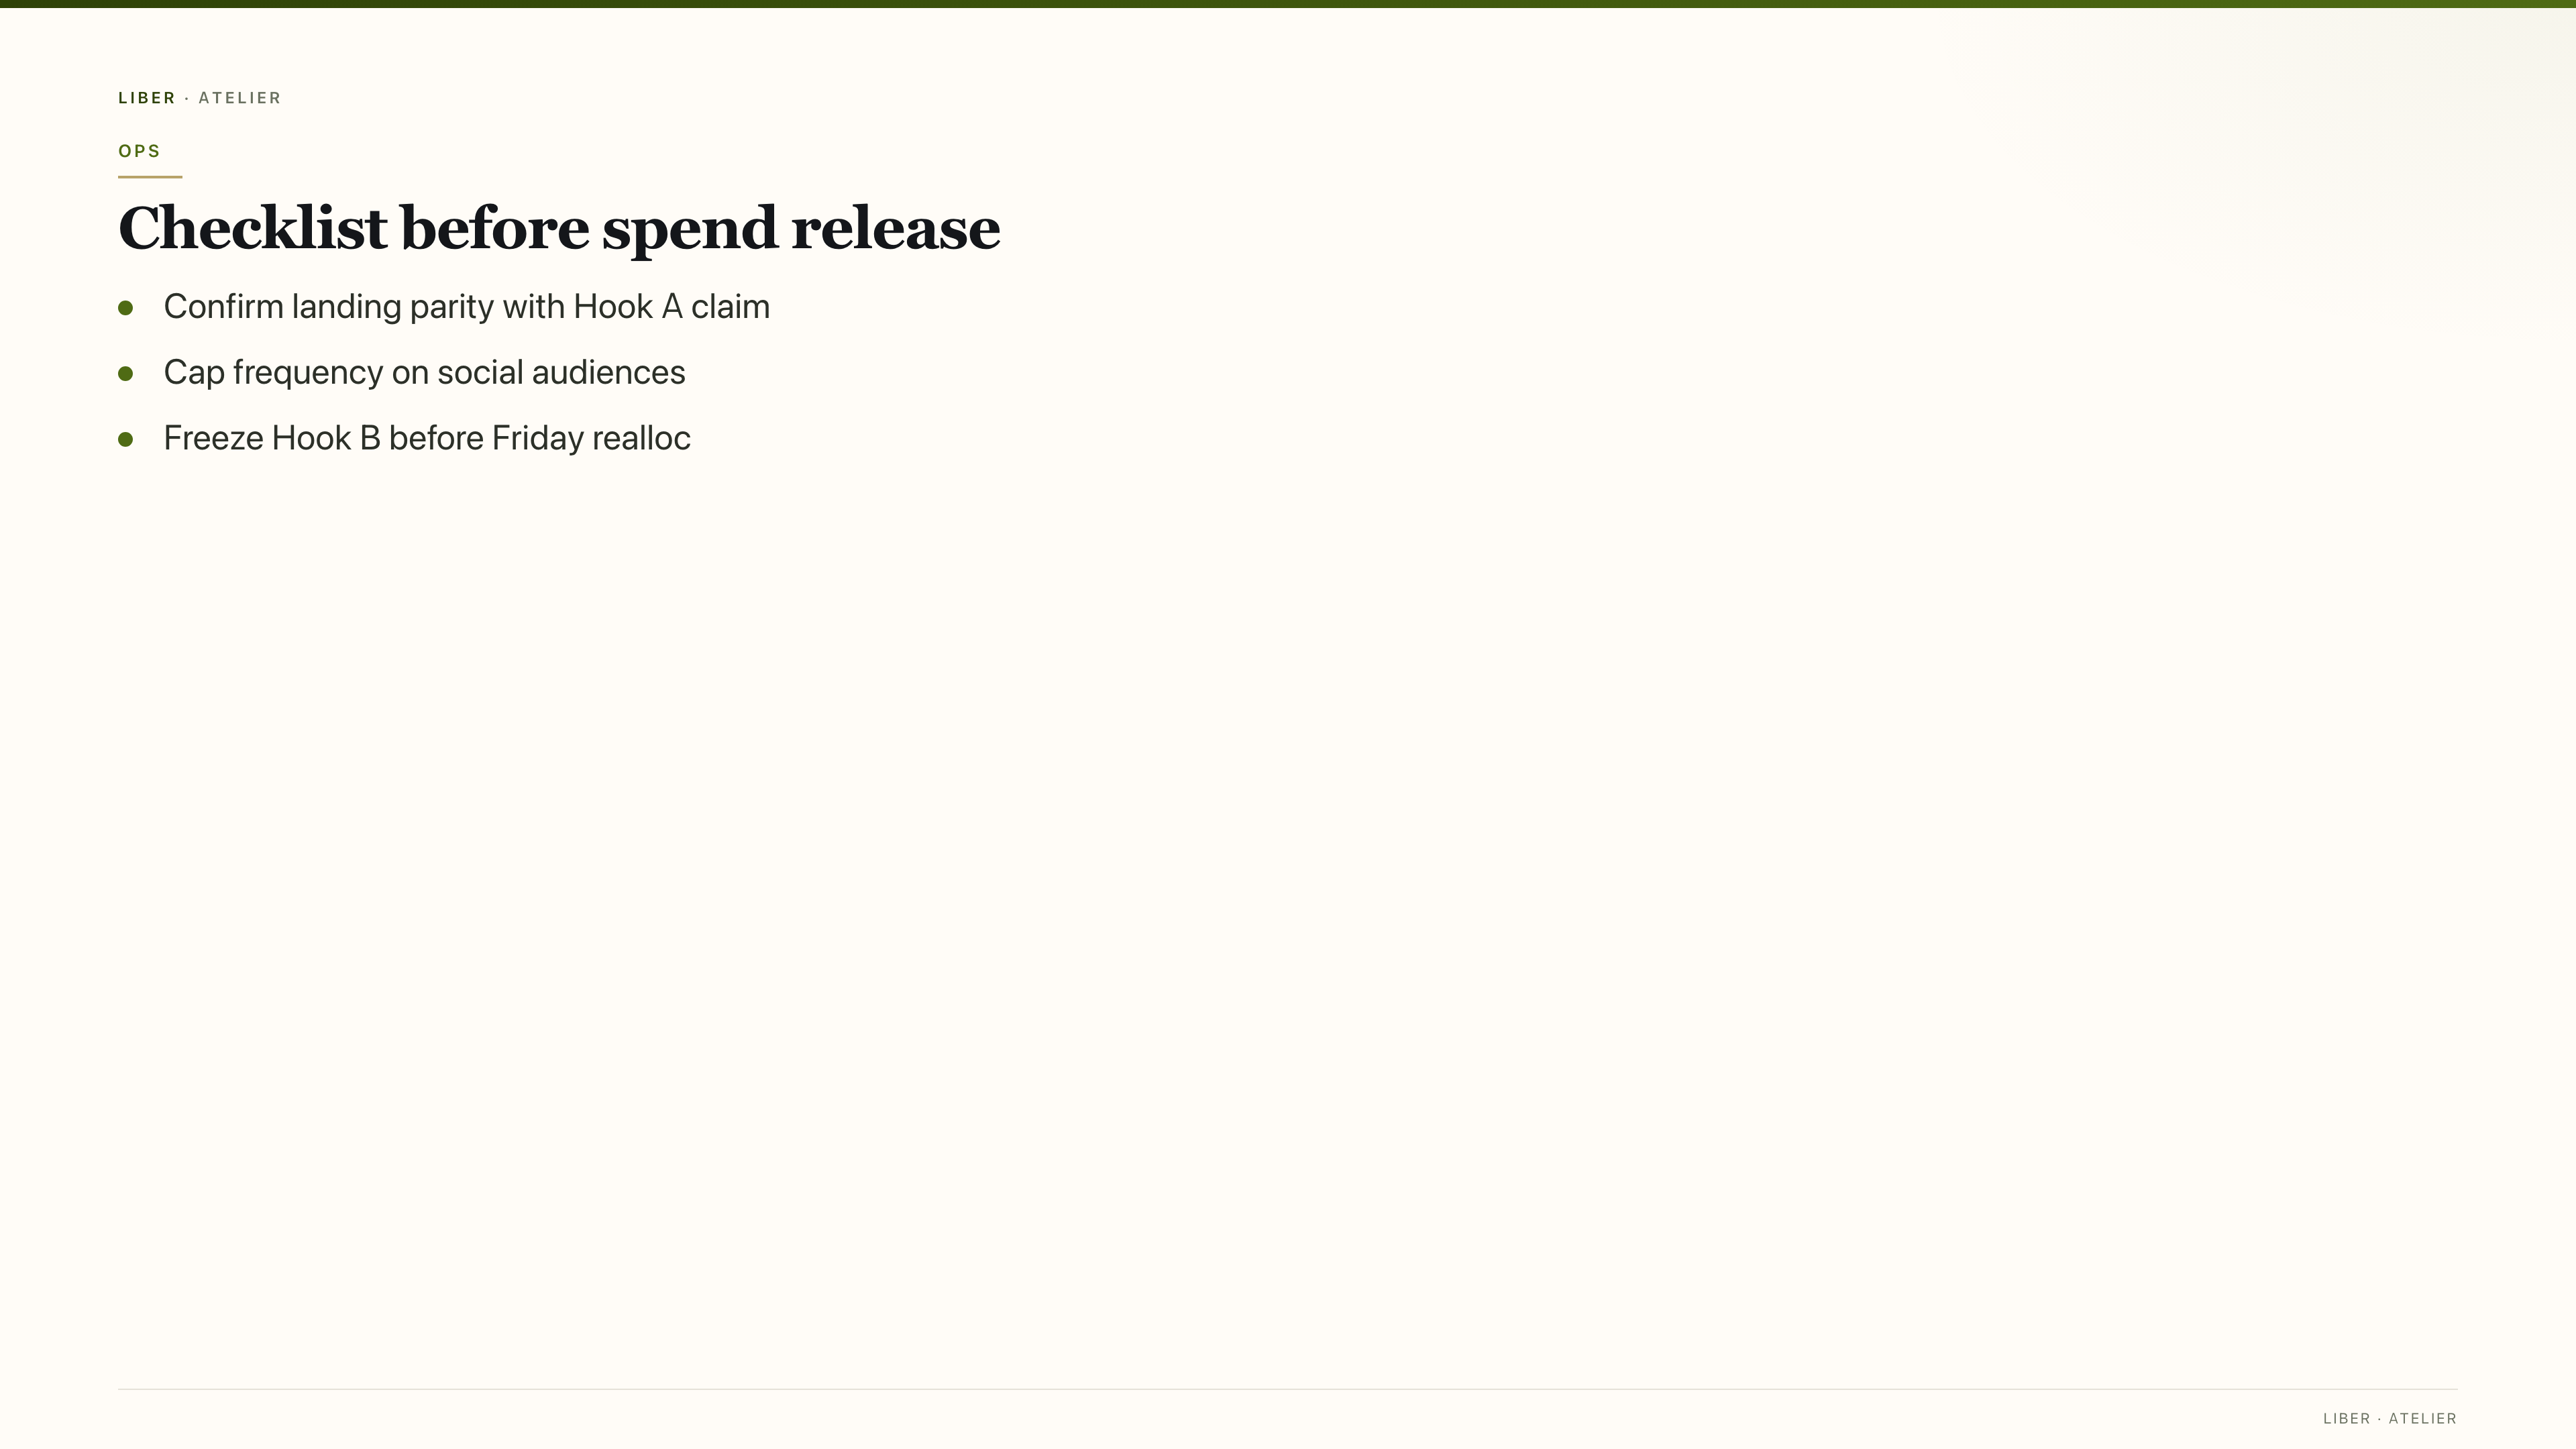 LIBER · ATELIER
OPS
Checklist before spend release
Confirm landing parity with Hook A claim
Cap frequency on social audiences
Freeze Hook B before Friday realloc
LIBER · ATELIER